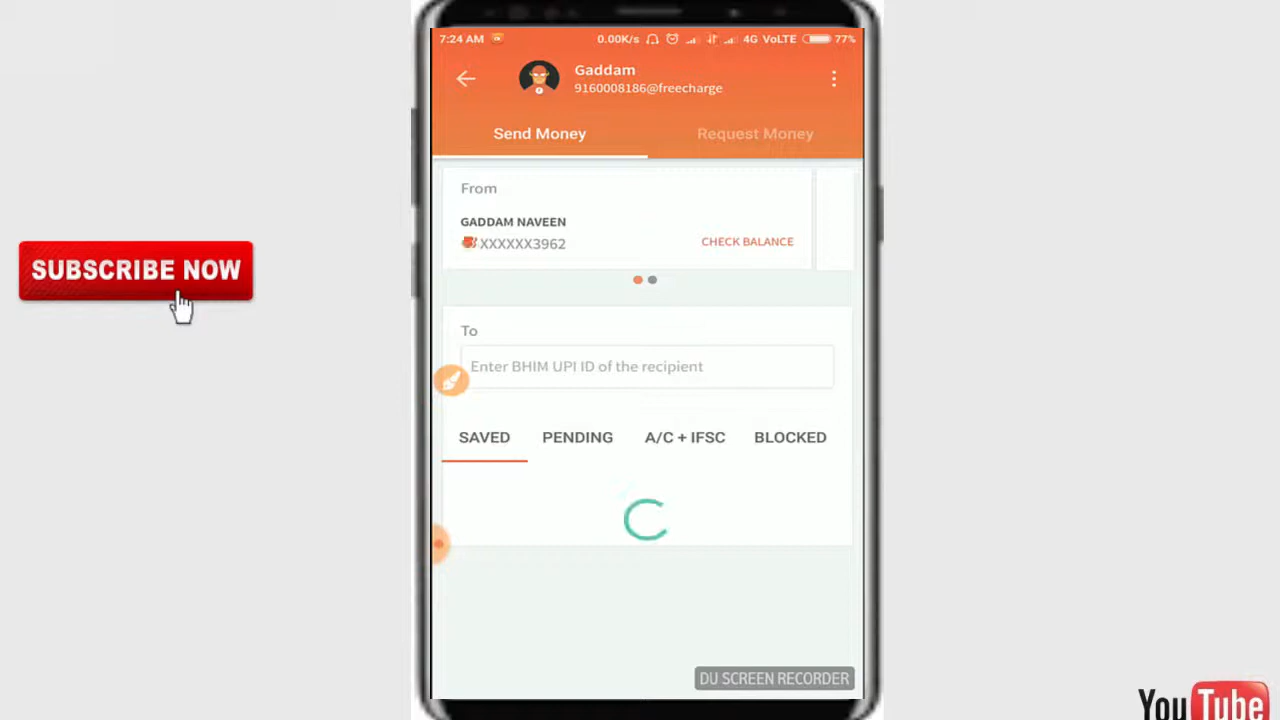 7:24 AM 0.00K/s 4G VoLTE 77%
Gaddam
9160008186@freecharge
Send Money Request Money
From
GADDAM NAVEEN
XXXXXX3962 CHECK BALANCE
SUBSCRIBE NOW
To
Enter BHIM UPI ID of the recipient
SAVED PENDING A/C + IFSC BLOCKED
DU SCREEN RECORDER
YouTube